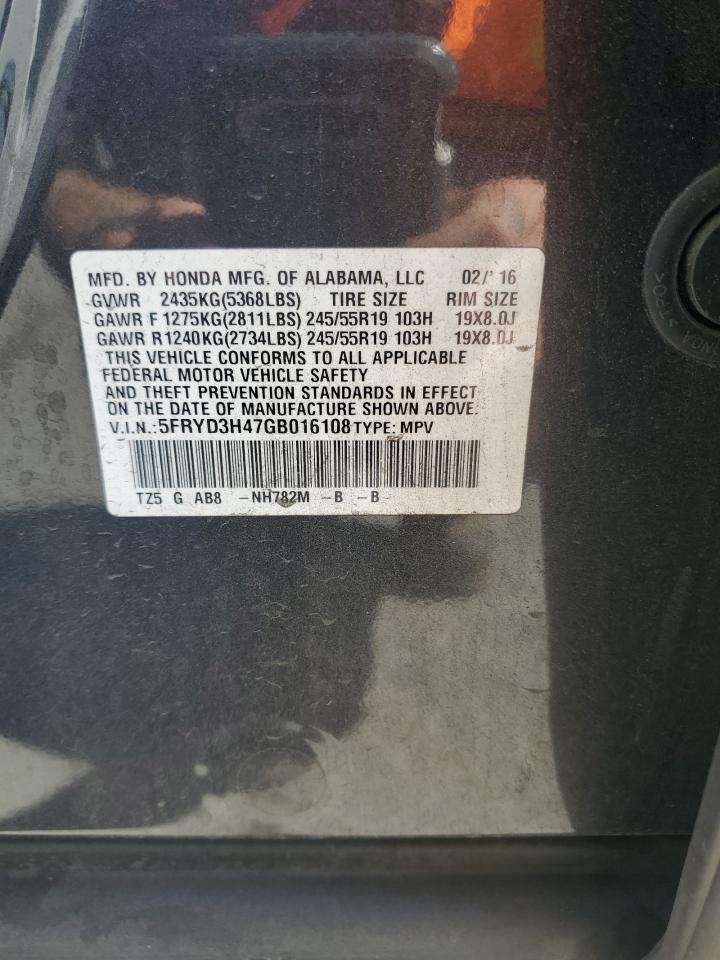 MFD. BY HONDA MFG. OF ALABAMA, LLC 02/'16
GVWR 2435KG(5368LBS) TIRE SIZE RIM SIZE
GAWR F 1275KG(2811LBS) 245/55R19 103H 19X8.0J
GAWR R1240KG(2734LBS) 245/55R19 103H 19X8.0J
THIS VEHICLE CONFORMS TO ALL APPLICABLE
FEDERAL MOTOR VEHICLE SAFETY
AND THEFT PREVENTION STANDARDS IN EFFECT
ON THE DATE OF MANUFACTURE SHOWN ABOVE.
V.I.N.:5FRYD3H47GB016108 TYPE: MPV
TZ5 G AB8 -NH782M -B -B
>TPO<